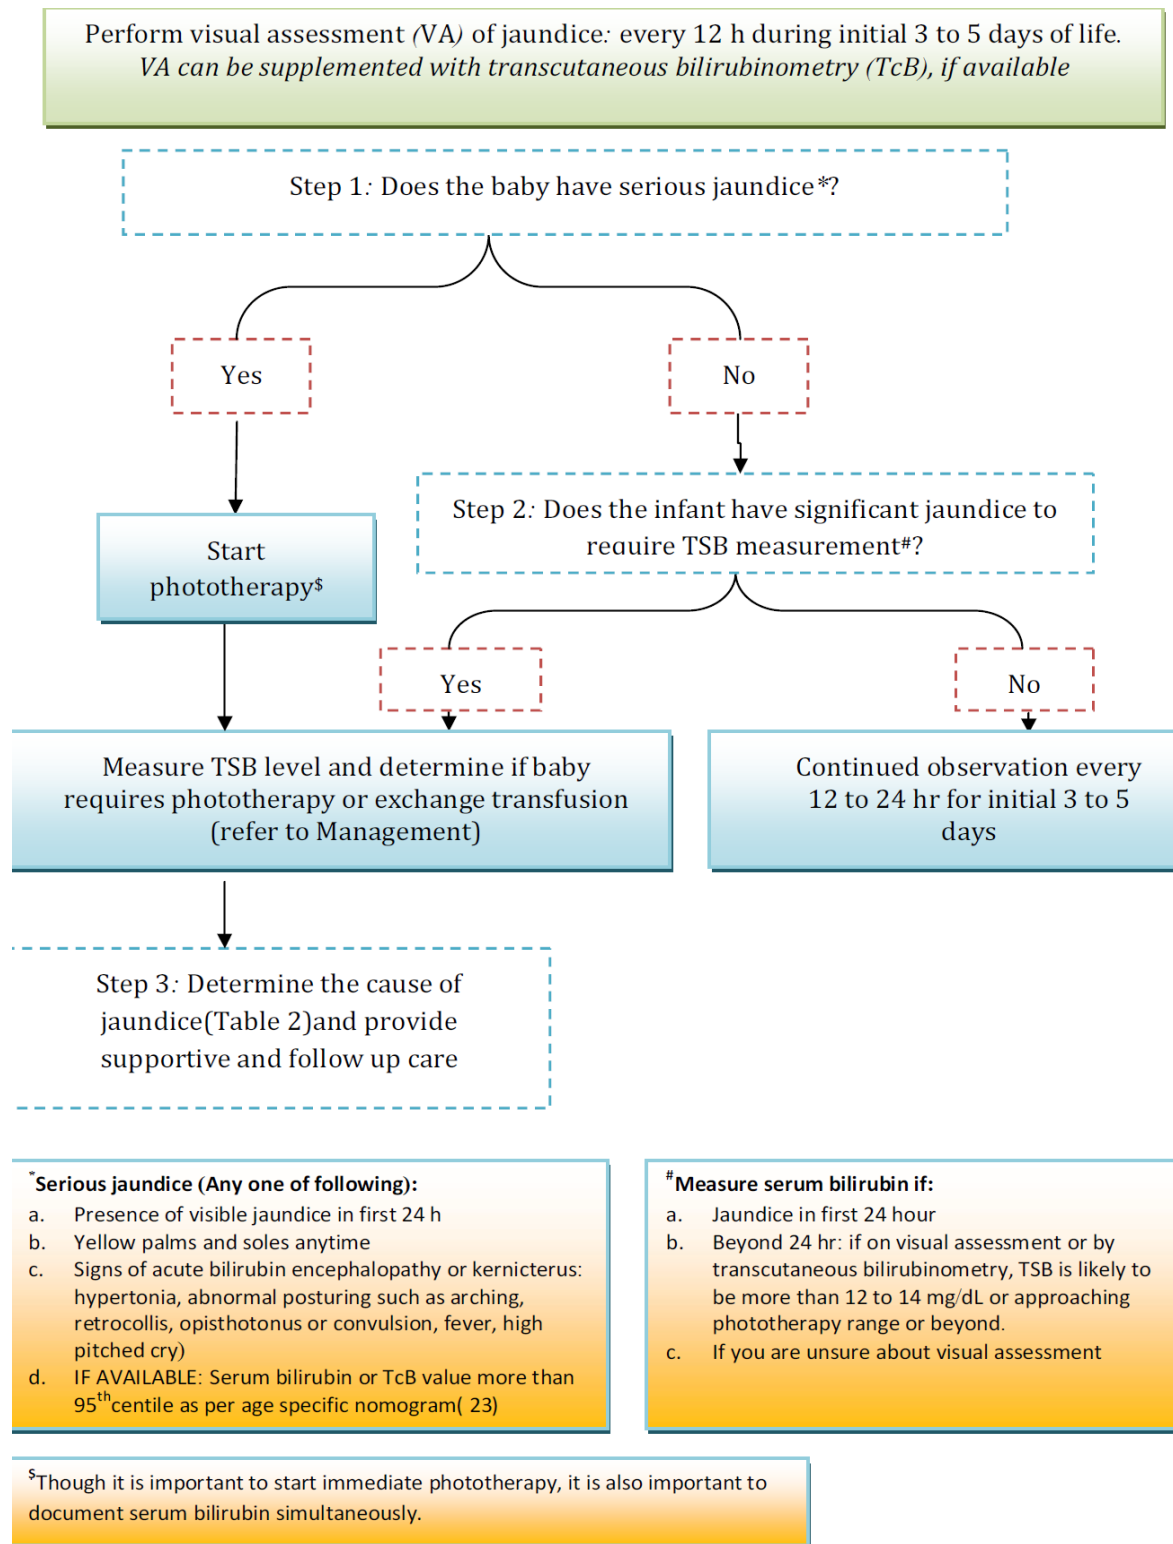 Perform visual assessment (VA) of jaundice: every 12 h during initial 3 to 5 days of life.
VA can be supplemented with transcutaneous bilirubinometry (TcB), if available
Step 1: Does the baby have serious jaundice*?
Yes
No
Step 2: Does the infant have significant jaundice to
require TSB measurement#?
Start
phototherapy$
Yes
No
Measure TSB level and determine if baby
requires phototherapy or exchange transfusion
(refer to Management)
Continued observation every
12 to 24 hr for initial 3 to 5
days
Step 3: Determine the cause of
jaundice(Table 2)and provide
supportive and follow up care
*Serious jaundice (Any one of following):
a. Presence of visible jaundice in first 24 h
b. Yellow palms and soles anytime
c. Signs of acute bilirubin encephalopathy or kernicterus:
hypertonia, abnormal posturing such as arching,
retrocollis, opisthotonus or convulsion, fever, high
pitched cry)
d. IF AVAILABLE: Serum bilirubin or TcB value more than
95thcentile as per age specific nomogram( 23)
#Measure serum bilirubin if:
a. Jaundice in first 24 hour
b. Beyond 24 hr: if on visual assessment or by
transcutaneous bilirubinometry, TSB is likely to
be more than 12 to 14 mg/dL or approaching
phototherapy range or beyond.
c. If you are unsure about visual assessment
$Though it is important to start immediate phototherapy, it is also important to
document serum bilirubin simultaneously.